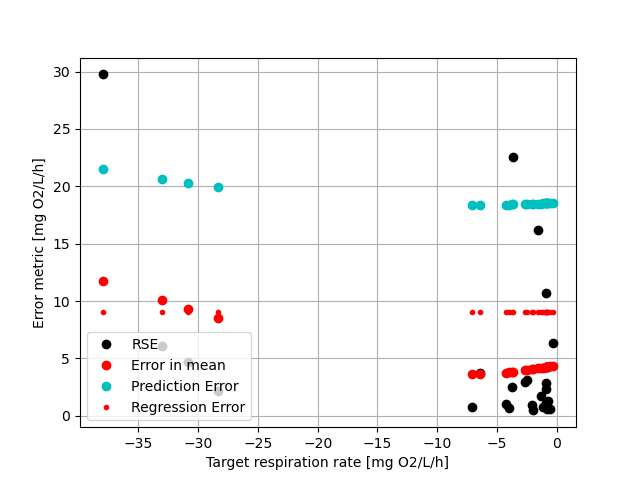 30
25
20
15
10
5
0
Error metric [mg O2/L/h]
RSE
Error in mean
Prediction Error
Regression Error
−35 −30 −25 −20 −15 −10 −5 0
Target respiration rate [mg O2/L/h]